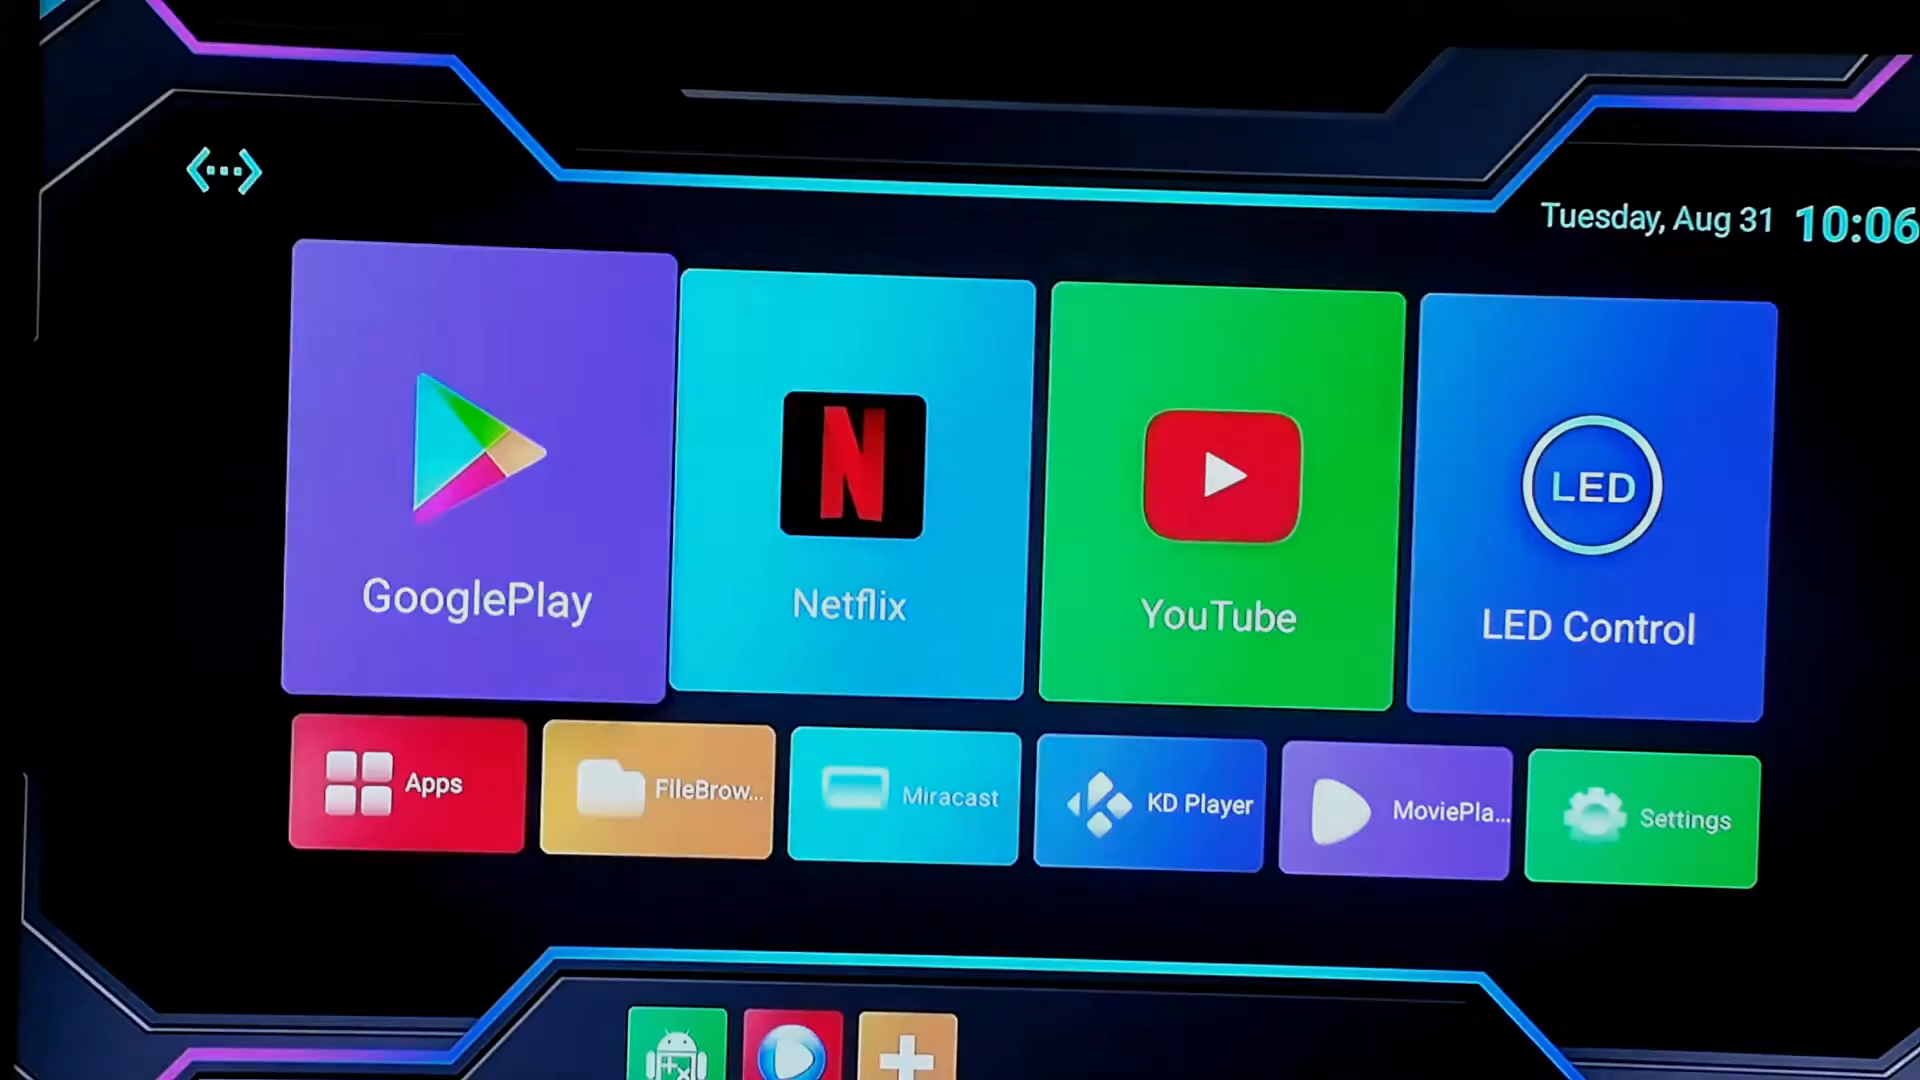 Tuesday, Aug 31 10:06
GooglePlay
Netflix
YouTube
LED
LED Control
Apps
FileBrow...
Miracast
KD Player
MoviePla...
Settings